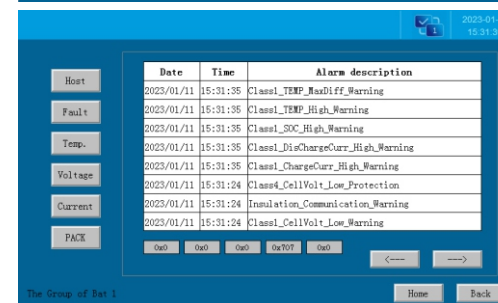 2023-01-
15:31:3
1
Host
Fault
Temp.
Voltage
Current
PACK
Date Time Alarm description
2023/01/11 15:31:35 Class1_TEMP_MaxDiff_Warning
2023/01/11 15:31:35 Class1_TEMP_High_Warning
2023/01/11 15:31:35 Class1_SOC_High_Warning
2023/01/11 15:31:35 Class1_DisChargeCurr_High_Warning
2023/01/11 15:31:35 Class1_ChargeCurr_High_Warning
2023/01/11 15:31:24 Class4_CellVolt_Low_Protection
2023/01/11 15:31:24 Insulation_Communication_Warning
2023/01/11 15:31:24 Class1_CellVolt_Low_Warning
0x0 0x0 0x0 0x707 0x0
<--- --->
The Group of Bat 1
Home Back